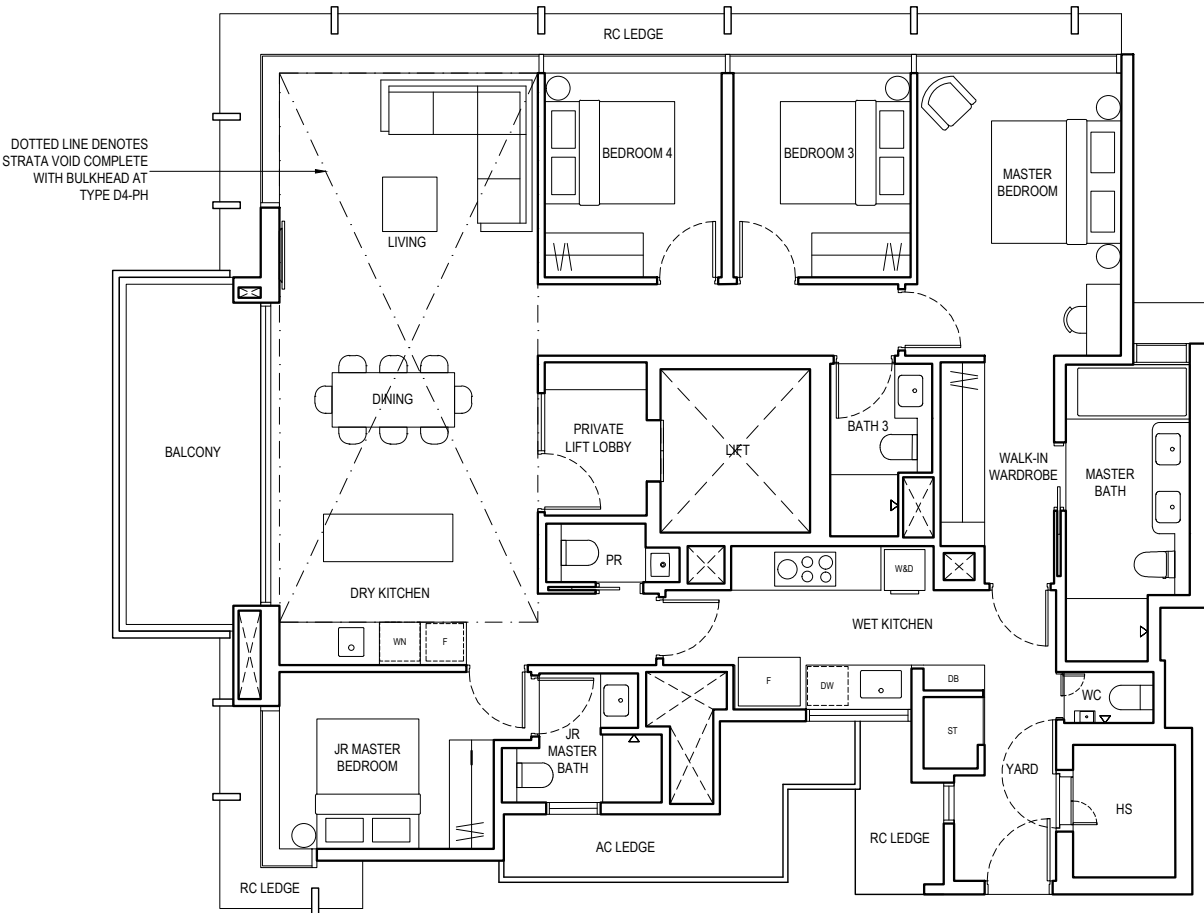 RC LEDGE
DOTTED LINE DENOTES
STRATA VOID COMPLETE
WITH BULKHEAD AT
TYPE D4-PH
BEDROOM 4
BEDROOM 3
MASTER
BEDROOM
LIVING
DINING
BALCONY
PRIVATE
LIFT LOBBY
LIFT
BATH 3
WALK-IN
WARDROBE
MASTER
BATH
PR
W&D
DRY KITCHEN
WET KITCHEN
WN
F
F
DW
DB
WC
ST
JR MASTER
BEDROOM
JR
MASTER
BATH
YARD
HS
AC LEDGE
RC LEDGE
RC LEDGE